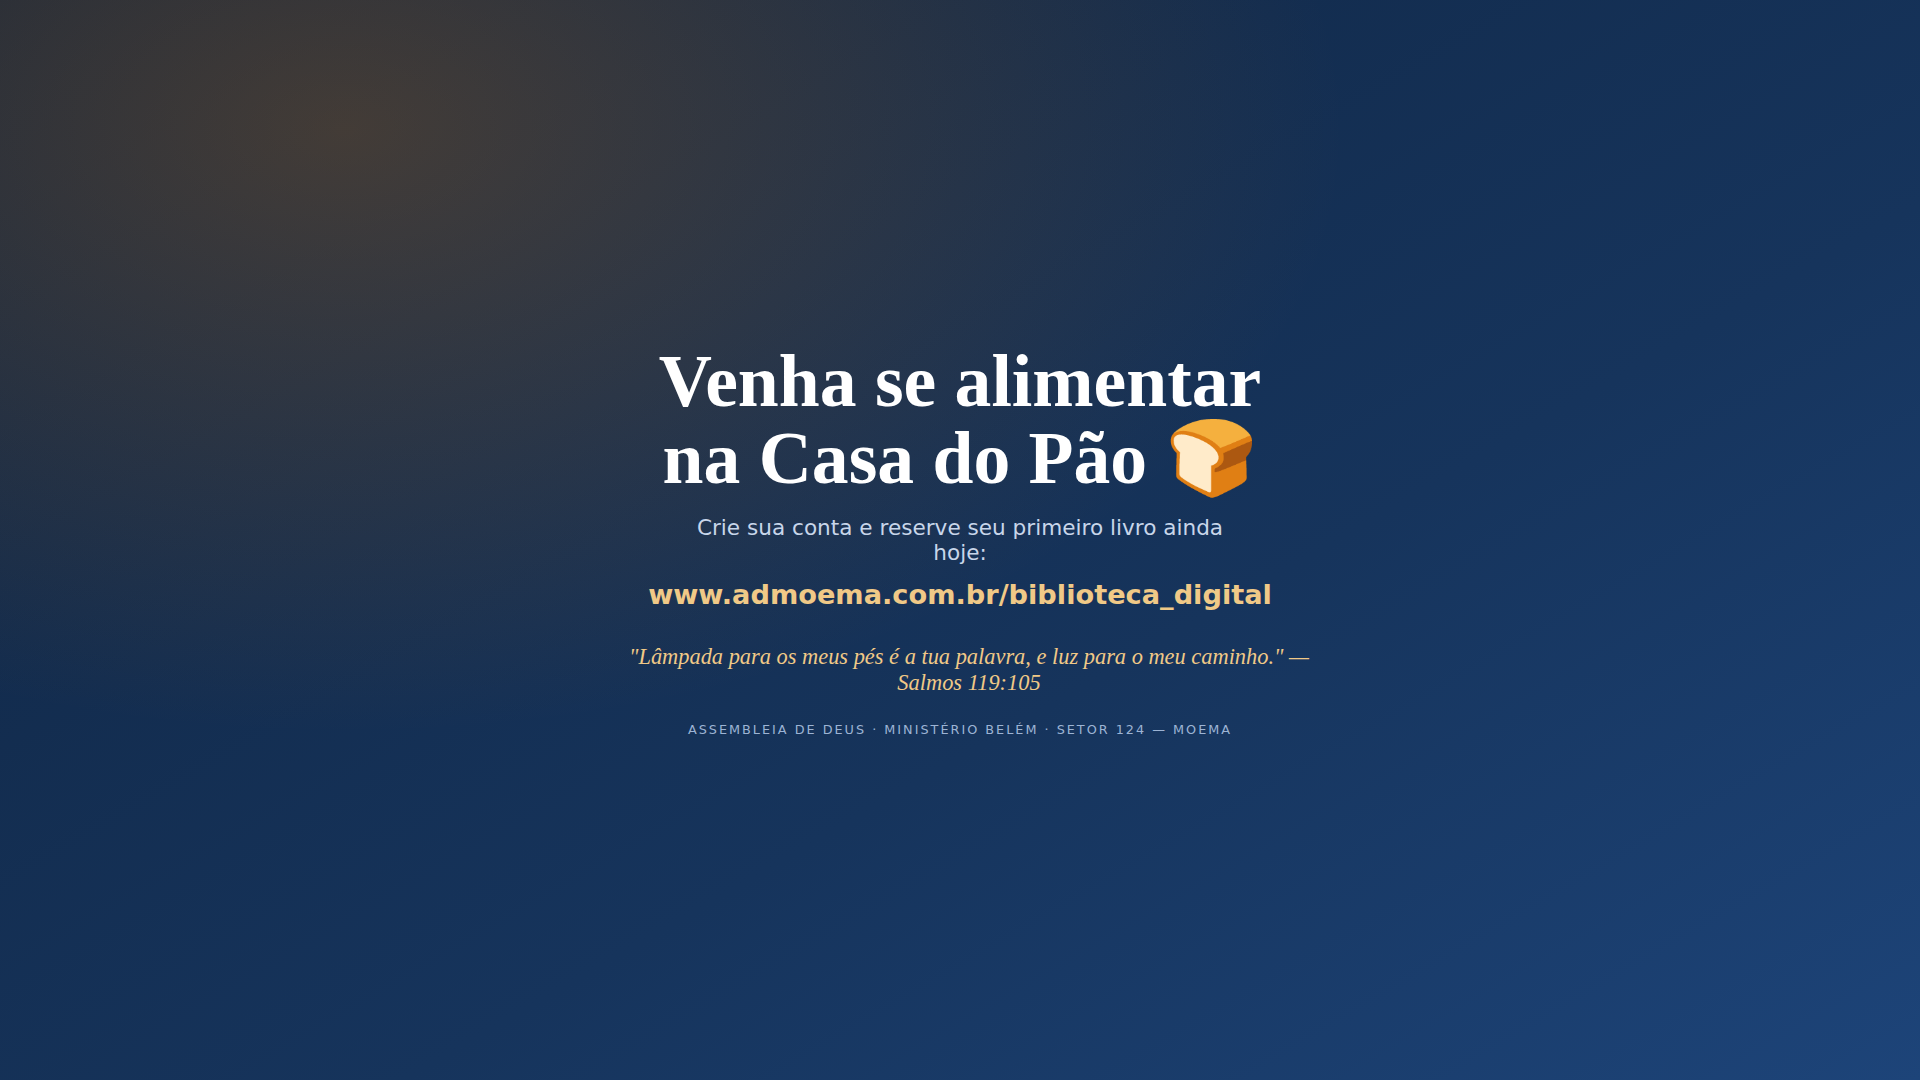 Venha se alimentar
na Casa do Pão
Crie sua conta e reserve seu primeiro livro ainda
hoje:
www.admoema.com.br/biblioteca_digital
"Lâmpada para os meus pés é a tua palavra, e luz para o meu caminho." —
Salmos 119:105
ASSEMBLEIA DE DEUS · MINISTÉRIO BELÉM · SETOR 124 — MOEMA